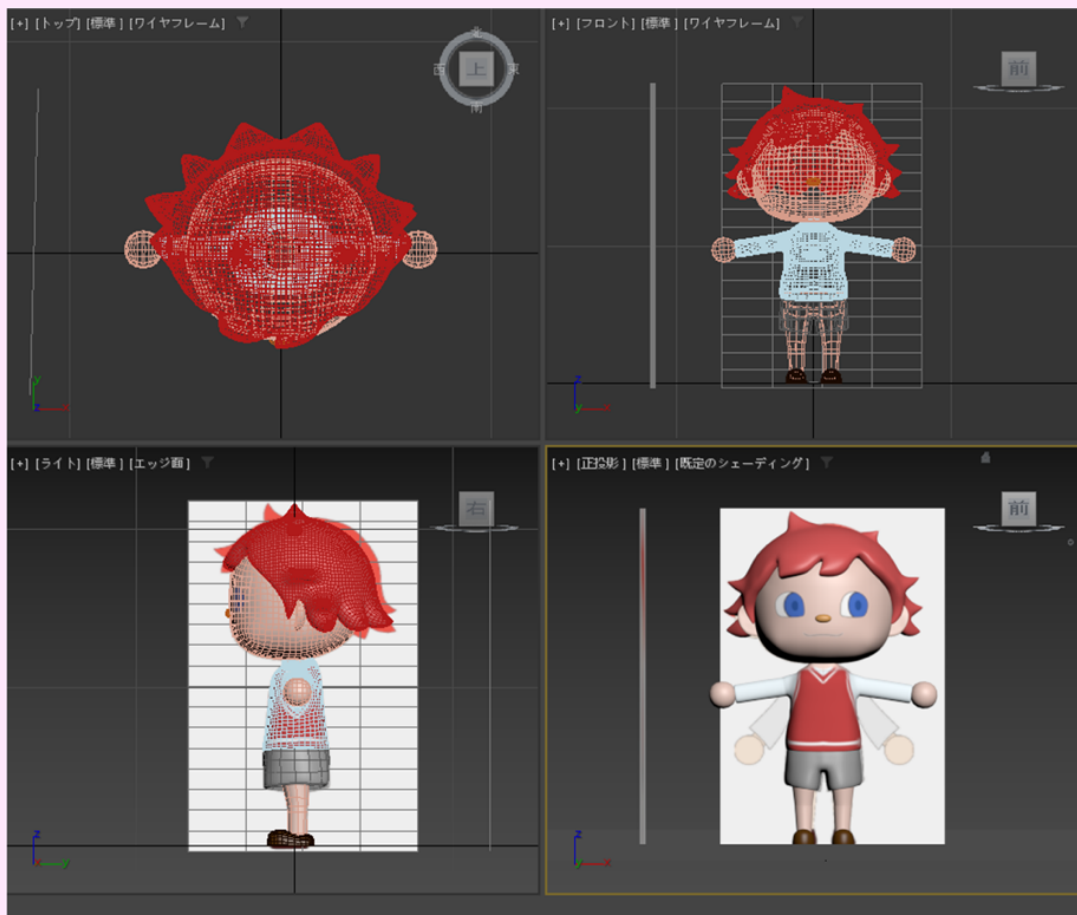 [+] [トップ] [標準] [ワイヤフレーム]
北
西 上 東
南
y
z x
[+] [フロント] [標準] [ワイヤフレーム]
前
z
y x
[+] [ライト] [標準] [エッジ面]
右
z
x y
[+] [正投影] [標準] [既定のシェーディング]
前
z
y x